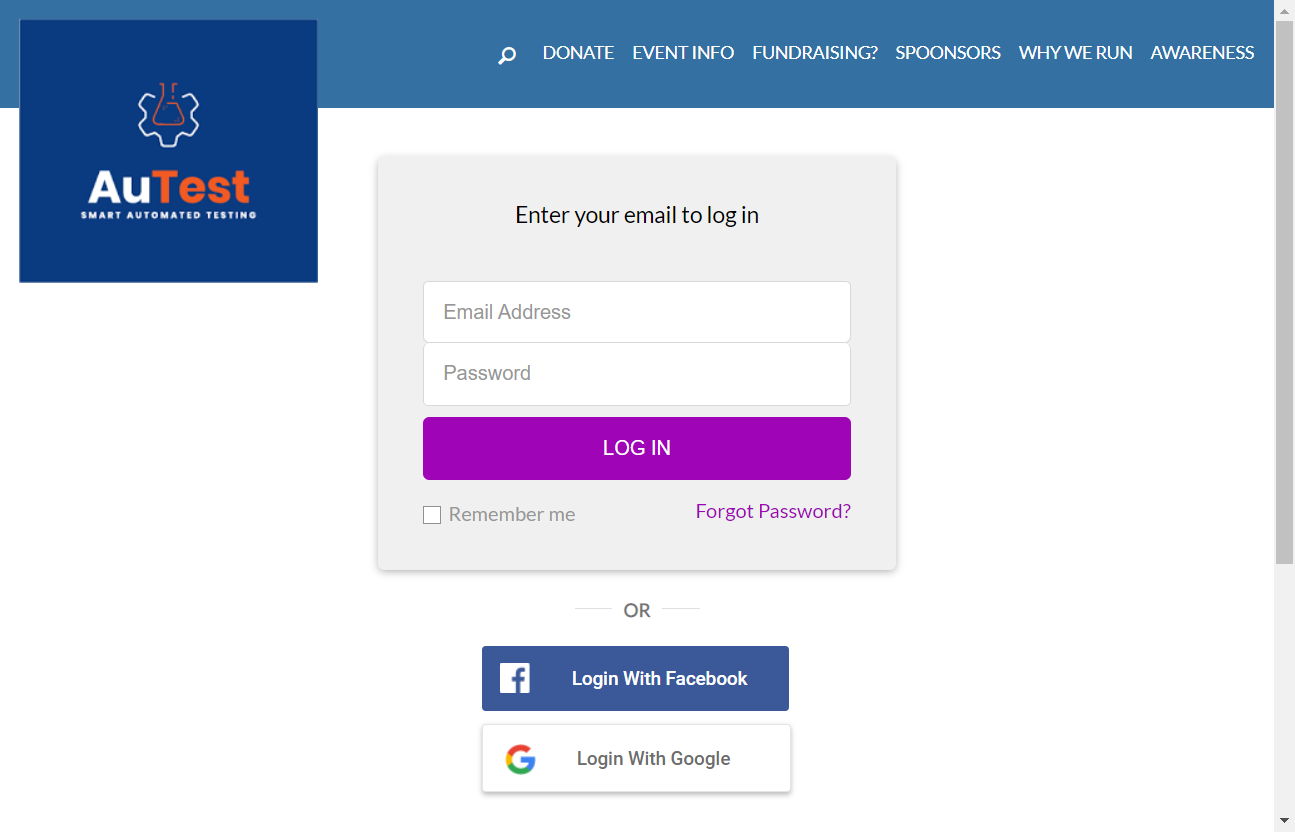 DONATE EVENT INFO FUNDRAISING? SPOONSORS WHY WE RUN AWARENESS
AuTest
SMART AUTOMATED TESTING
Enter your email to log in
Email Address
Password
LOG IN
Remember me Forgot Password?
OR
Login With Facebook
Login With Google